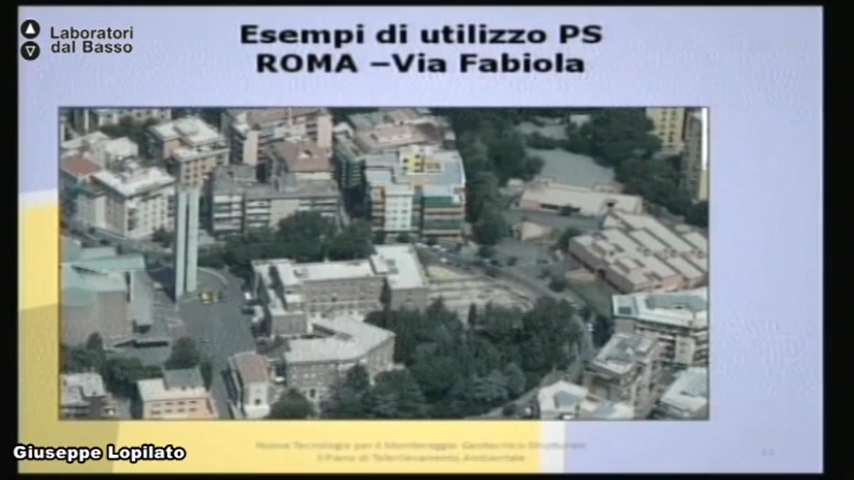 Laboratori
dal Basso
Esempi di utilizzo PS
ROMA –Via Fabiola
Giuseppe Lopilato
Nuove Tecnologie per il Monitoraggio Geotecnico-Strutturale
Il Piano di Telerilevamento Ambientale